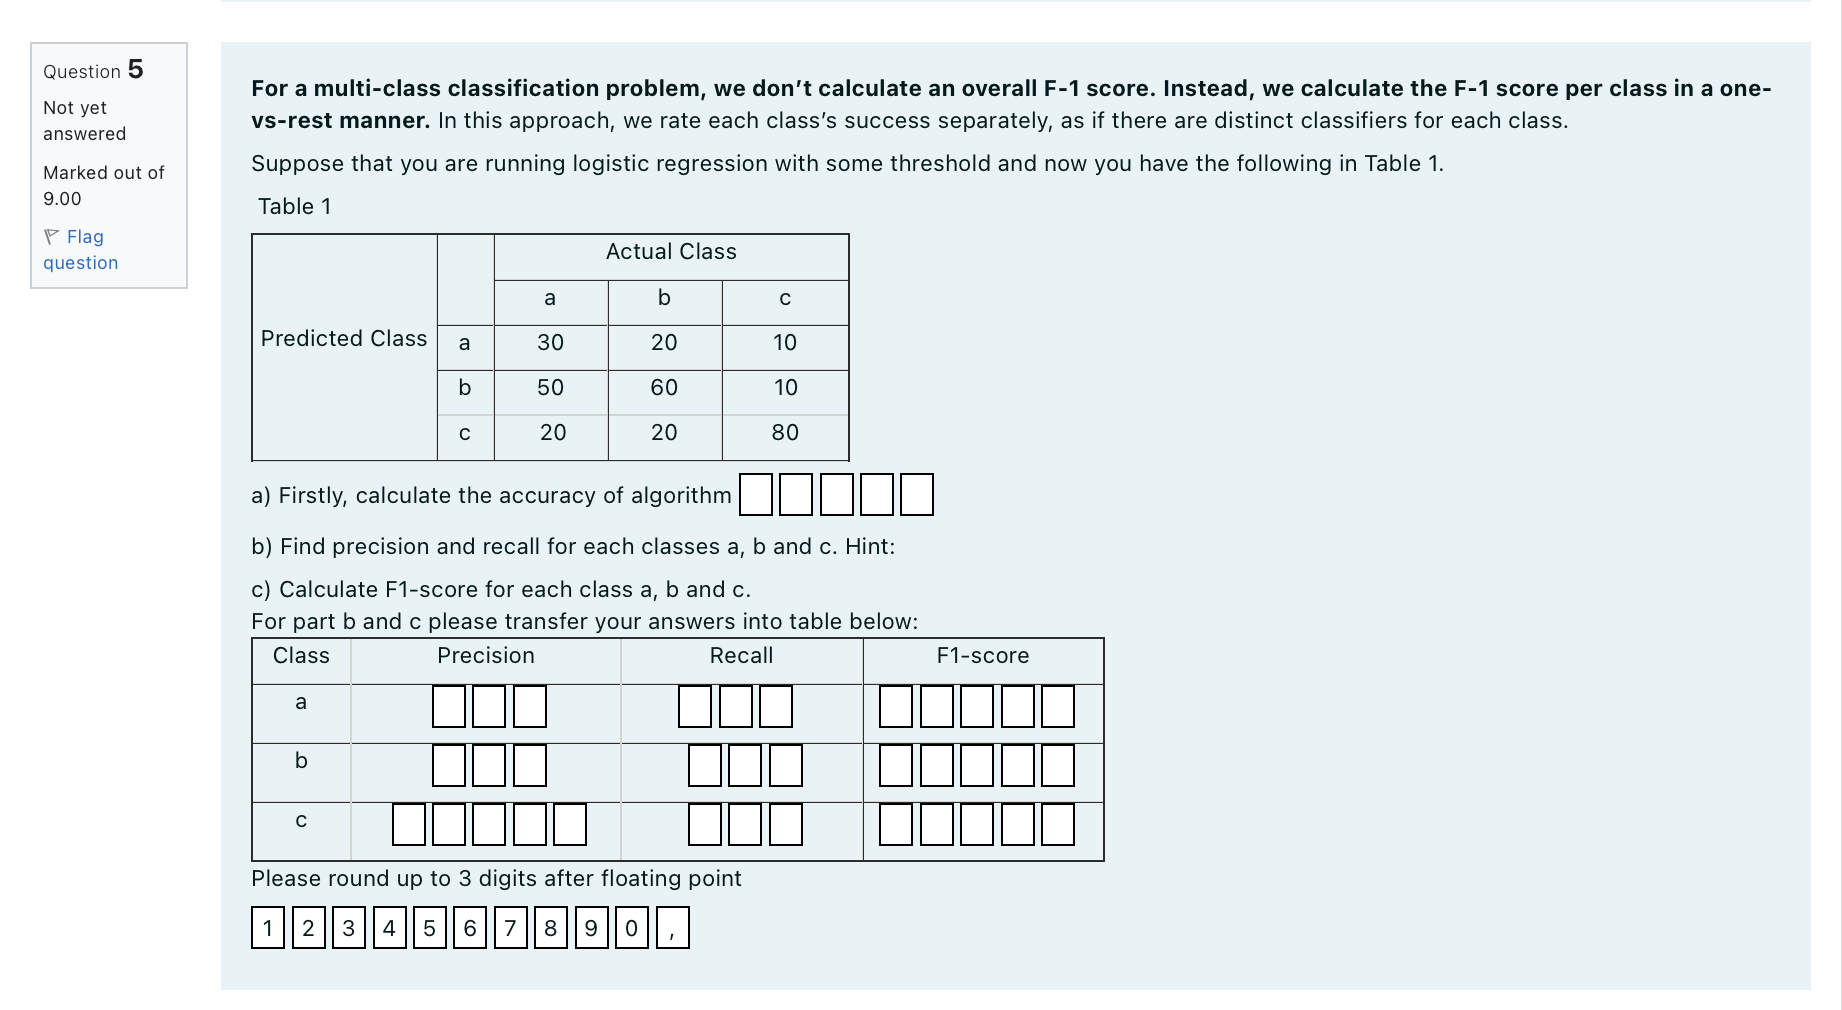 Question 5
Not yet
answered
Marked out of
9.00
Flag
question
For a multi-class classification problem, we don’t calculate an overall F-1 score. Instead, we calculate the F-1 score per class in a one-
vs-rest manner. In this approach, we rate each class’s success separately, as if there are distinct classifiers for each class.
Suppose that you are running logistic regression with some threshold and now you have the following in Table 1.
Table 1
Actual Class
a b c
Predicted Class
a 30 20 10
b 50 60 10
c 20 20 80
a) Firstly, calculate the accuracy of algorithm
b) Find precision and recall for each classes a, b and c. Hint:
c) Calculate F1-score for each class a, b and c.
For part b and c please transfer your answers into table below:
Class Precision Recall F1-score
a
b
c
Please round up to 3 digits after floating point
1 2 3 4 5 6 7 8 9 0 ,